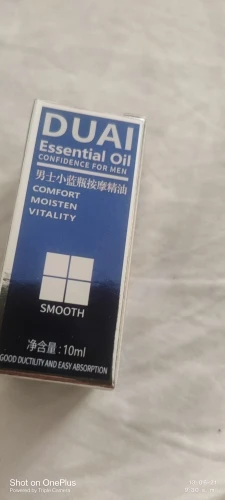 DUAI
Essential Oil
CONFIDENCE FOR MEN
男士小蓝瓶按摩精油
COMFORT
MOISTEN
VITALITY
SMOOTH
净含量:10ml
GOOD DUCTILITY AND EASY ABSORPTION
Shot on OnePlus